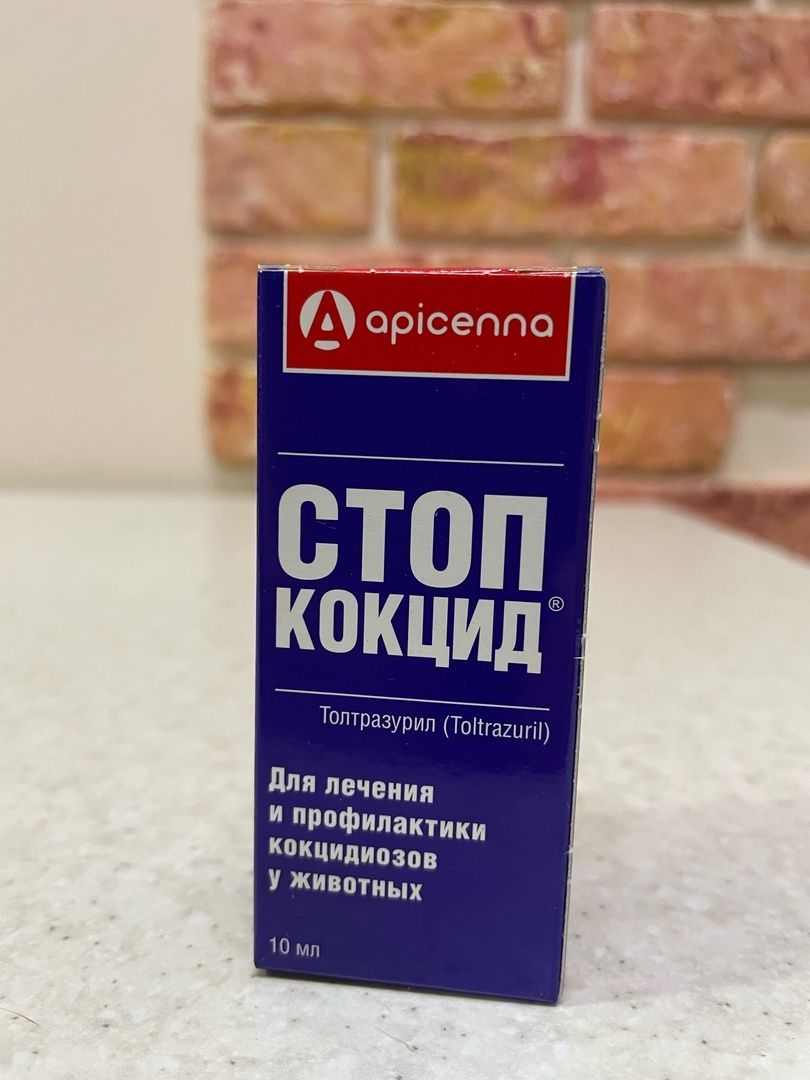 apicenna
СТОП
КОКЦИД®
Толтразурил (Toltrazuril)
Для лечения
и профилактики
кокцидиозов
у животных
10 мл